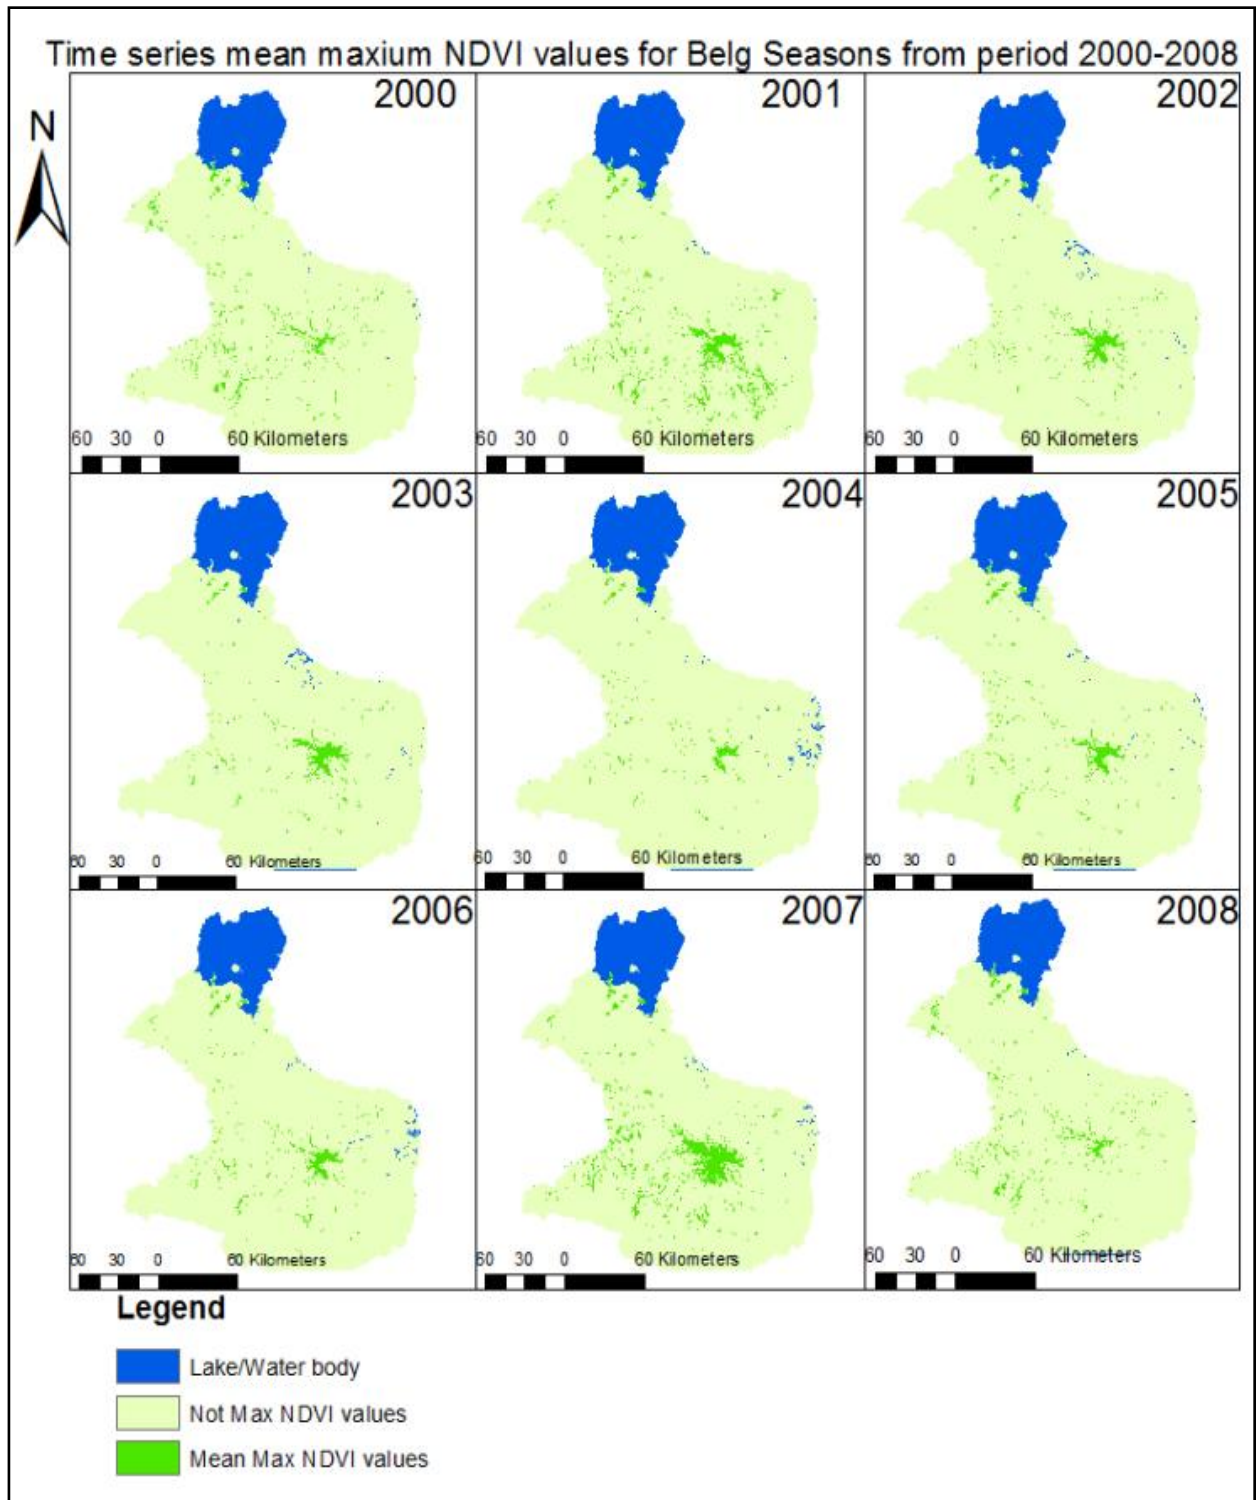 Time series mean maxium NDVI values for Belg Seasons from period 2000-2008
N
2000
2001
2002
60 30 0 60 Kilometers
60 30 0 60 Kilometers
60 30 0 60 Kilometers
2003
2004
2005
60 30 0 60 Kilometers
60 30 0 60 Kilometers
60 30 0 60 Kilometers
2006
2007
2008
60 30 0 60 Kilometers
60 30 0 60 Kilometers
60 30 0 60 Kilometers
Legend
Lake/Water body
Not Max NDVI values
Mean Max NDVI values